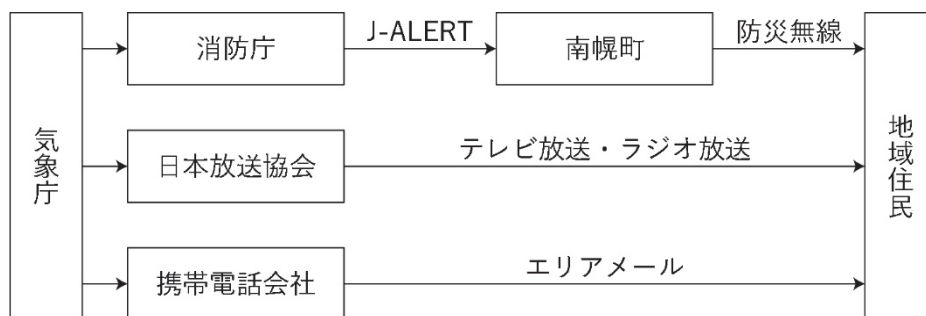 気象庁
消防庁
J-ALERT
南幌町
防災無線
日本放送協会
テレビ放送・ラジオ放送
携帯電話会社
エリアメール
地域住民